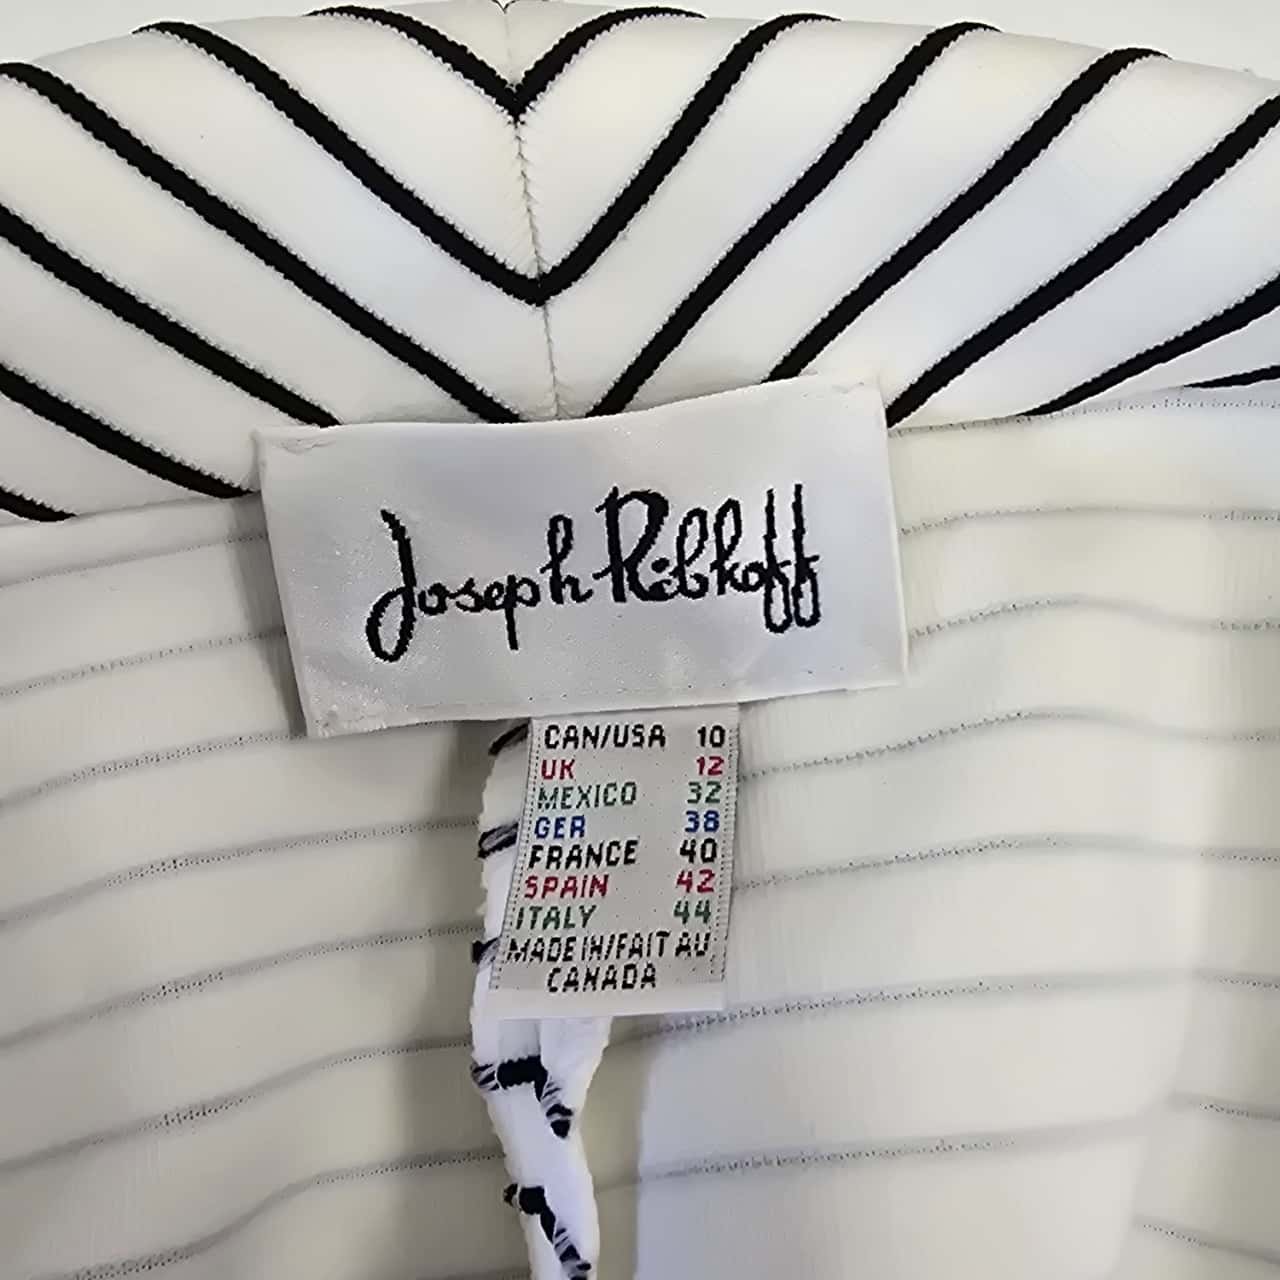 Joseph Ribkoff
CAN/USA 10
UK 12
MEXICO 32
GER 38
FRANCE 40
SPAIN 42
ITALY 44
MADE IN/FAIT AU
CANADA